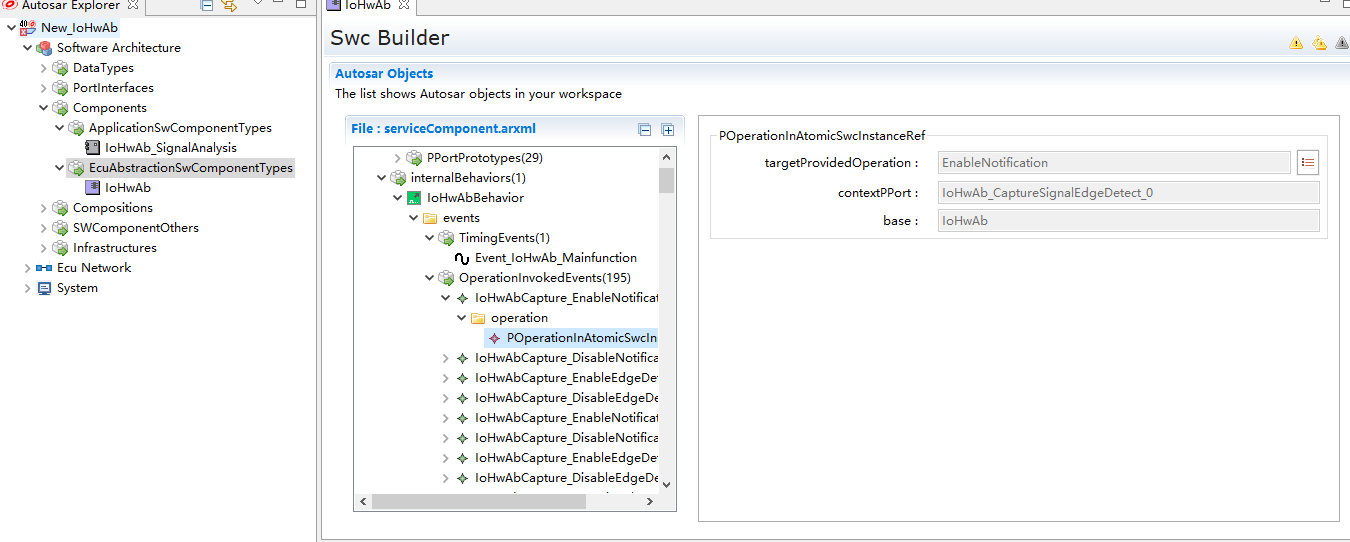 Autosar Explorer
New_IoHwAb
Software Architecture
DataTypes
PortInterfaces
Components
ApplicationSwComponentTypes
IoHwAb_SignalAnalysis
EcuAbstractionSwComponentTypes
IoHwAb
Compositions
SWComponentOthers
Infrastructures
Ecu Network
System
IoHwAb
Swc Builder
Autosar Objects
The list shows Autosar objects in your workspace
File : serviceComponent.arxml
PPortPrototypes(29)
internalBehaviors(1)
IoHwAbBehavior
events
TimingEvents(1)
Event_IoHwAb_Mainfunction
OperationInvokedEvents(195)
IoHwAbCapture_EnableNotificat
operation
POperationInAtomicSwcIn
IoHwAbCapture_DisableNotifica
IoHwAbCapture_EnableEdgeDet
IoHwAbCapture_DisableEdgeDe
IoHwAbCapture_EnableNotificat
IoHwAbCapture_DisableNotifica
IoHwAbCapture_EnableEdgeDet
IoHwAbCapture_DisableEdgeDe
POperationInAtomicSwcInstanceRef
targetProvidedOperation : EnableNotification
contextPPort : IoHwAb_CaptureSignalEdgeDetect_0
base : IoHwAb